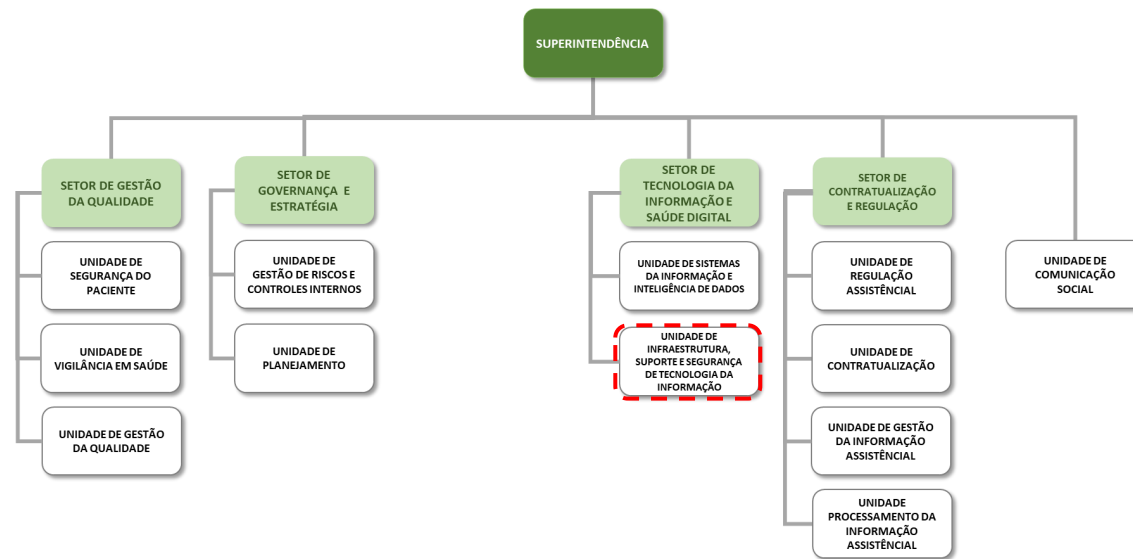 SUPERINTENDÊNCIA
SETOR DE GESTÃO
DA QUALIDADE
UNIDADE DE
SEGURANÇA DO
PACIENTE
UNIDADE DE
VIGILÂNCIA EM SAÚDE
UNIDADE DE GESTÃO
DA QUALIDADE
SETOR DE
GOVERNANÇA E
ESTRATÉGIA
UNIDADE DE
GESTÃO DE RISCOS E
CONTROLES INTERNOS
UNIDADE DE
PLANEJAMENTO
SETOR DE
TECNOLOGIA DA
INFORMAÇÃO E
SAÚDE DIGITAL
UNIDADE DE SISTEMAS
DA INFORMAÇÃO E
INTELIGÊNCIA DE DADOS
UNIDADE DE
INFRAESTRUTURA,
SUPORTE E SEGURANÇA
DE TECNOLOGIA DA
INFORMAÇÃO
SETOR DE
CONTRATUALIZAÇÃO
E REGULAÇÃO
UNIDADE DE
REGULAÇÃO
ASSISTÊNCIAL
UNIDADE DE
CONTRATUALIZAÇÃO
UNIDADE DE GESTÃO
DA INFORMAÇÃO
ASSISTÊNCIAL
UNIDADE
PROCESSAMENTO DA
INFORMAÇÃO
ASSISTÊNCIAL
UNIDADE DE
COMUNICAÇÃO
SOCIAL